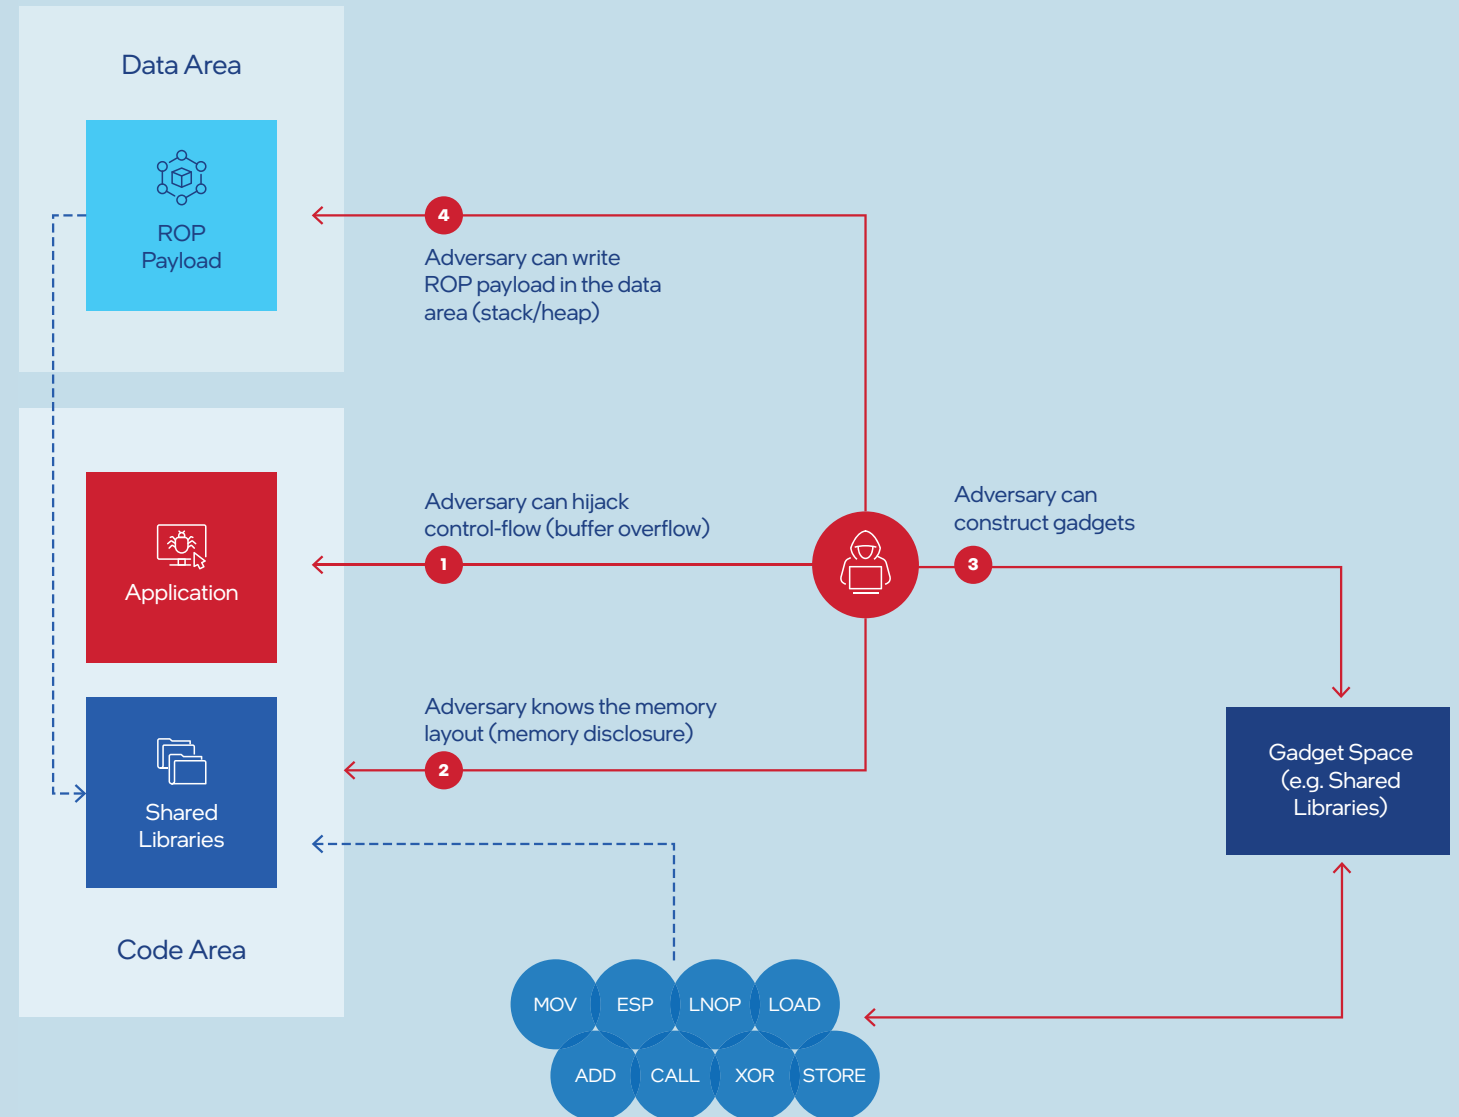 Data Area
ROP
Payload
4
Adversary can write
ROP payload in the data
area (stack/heap)
Application
Adversary can hijack
control-flow (buffer overflow)
1
Adversary can
construct gadgets
3
Shared
Libraries
Adversary knows the memory
layout (memory disclosure)
2
Gadget Space
(e.g. Shared
Libraries)
Code Area
MOV
ESP
LNOP
LOAD
ADD
CALL
XOR
STORE